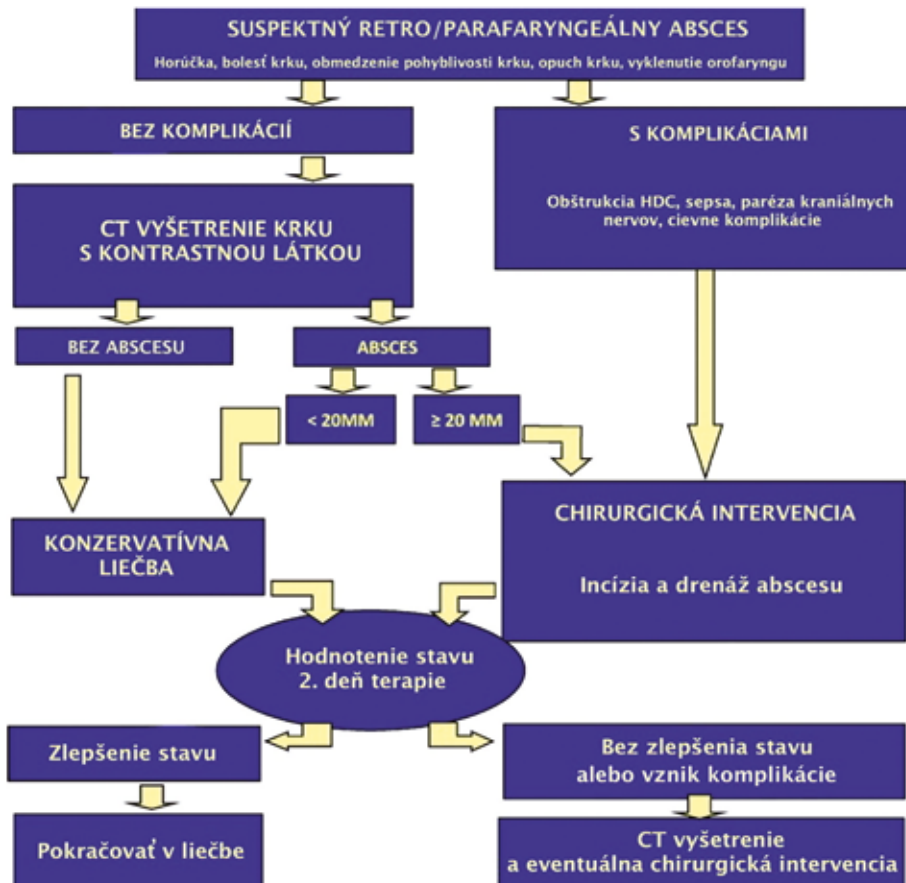 SUSPEKTNÝ RETRO/PARAFARYNGEÁLNY ABSCES
Horúčka, bolesť krku, obmedzenie pohyblivosti krku, opuch krku, vyklenutie orofaryngu
BEZ KOMPLIKÁCIÍ
S KOMPLIKÁCIAMI
Obštrukcia HDC, sepsa, paréza kraniálnych
nervov, cievne komplikácie
CT VYŠETRENIE KRKU
S KONTRASTNOU LÁTKOU
BEZ ABSCESU
ABSCES
< 20MM
≥ 20 MM
KONZERVATÍVNA
LIEČBA
CHIRURGICKÁ INTERVENCIA
Incízia a drenáž abscesu
Hodnotenie stavu
2. deň terapie
Zlepšenie stavu
Bez zlepšenia stavu
alebo vznik komplikácie
Pokračovať v liečbe
CT vyšetrenie
a eventuálna chirurgická intervencia